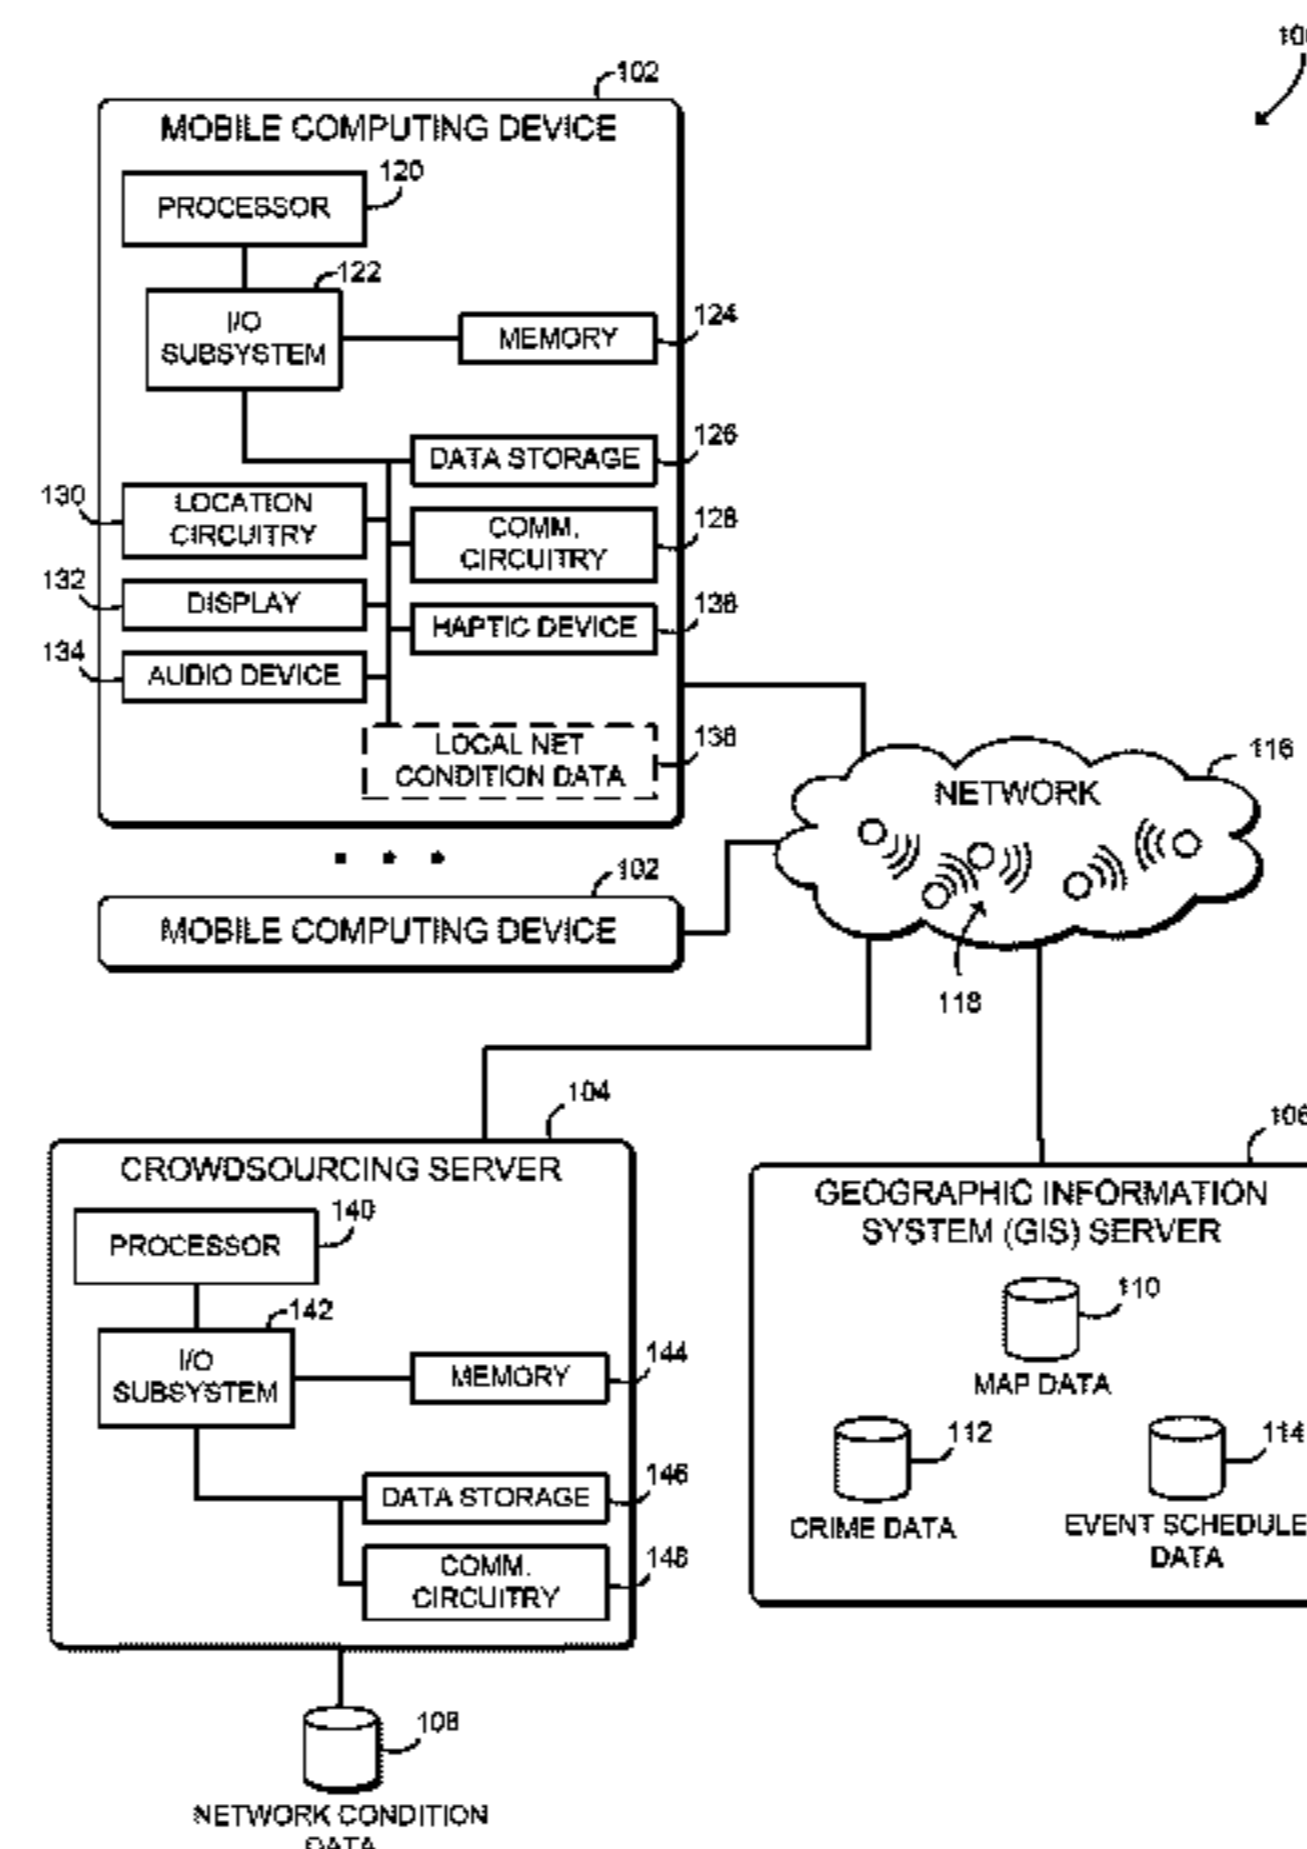 10
102
MOBILE COMPUTING DEVICE
120
PROCESSOR
122
I/O
SUBSYSTEM
124
MEMORY
126
DATA STORAGE
130
LOCATION
CIRCUITRY
128
COMM.
CIRCUITRY
132
DISPLAY
136
HAPTIC DEVICE
134
AUDIO DEVICE
138
LOCAL NET
CONDITION DATA
116
NETWORK
118
102
MOBILE COMPUTING DEVICE
104
CROWDSOURCING SERVER
140
PROCESSOR
142
I/O
SUBSYSTEM
144
MEMORY
146
DATA STORAGE
148
COMM.
CIRCUITRY
108
NETWORK CONDITION
DATA
106
GEOGRAPHIC INFORMATION
SYSTEM (GIS) SERVER
110
MAP DATA
112
CRIME DATA
114
EVENT SCHEDULE
DATA